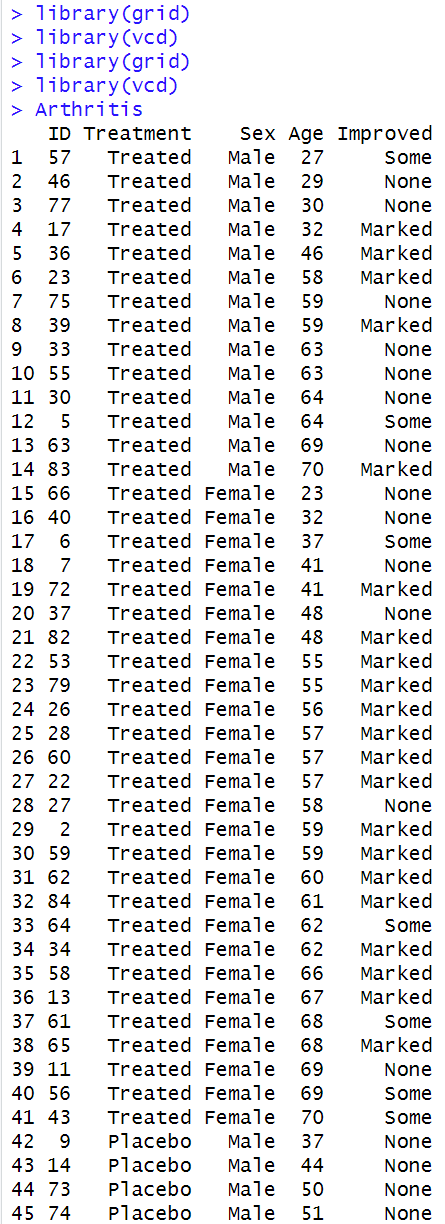 > library(grid)
> library(vcd)
> library(grid)
> library(vcd)
> Arthritis
   ID Treatment    Sex Age Improved
1  57   Treated   Male  27     Some
2  46   Treated   Male  29     None
3  77   Treated   Male  30     None
4  17   Treated   Male  32   Marked
5  36   Treated   Male  46   Marked
6  23   Treated   Male  58   Marked
7  75   Treated   Male  59     None
8  39   Treated   Male  59   Marked
9  33   Treated   Male  63     None
10 55   Treated   Male  63     None
11 30   Treated   Male  64     None
12  5   Treated   Male  64     Some
13 63   Treated   Male  69     None
14 83   Treated   Male  70   Marked
15 66   Treated Female  23     None
16 40   Treated Female  32     None
17  6   Treated Female  37     Some
18  7   Treated Female  41     None
19 72   Treated Female  41   Marked
20 37   Treated Female  48     None
21 82   Treated Female  48   Marked
22 53   Treated Female  55   Marked
23 79   Treated Female  55   Marked
24 26   Treated Female  56   Marked
25 28   Treated Female  57   Marked
26 60   Treated Female  57   Marked
27 22   Treated Female  57   Marked
28 27   Treated Female  58     None
29  2   Treated Female  59   Marked
30 59   Treated Female  59   Marked
31 62   Treated Female  60   Marked
32 84   Treated Female  61   Marked
33 64   Treated Female  62     Some
34 34   Treated Female  62   Marked
35 58   Treated Female  66   Marked
36 13   Treated Female  67   Marked
37 61   Treated Female  68     Some
38 65   Treated Female  68   Marked
39 11   Treated Female  69     None
40 56   Treated Female  69     Some
41 43   Treated Female  70     Some
42  9   Placebo   Male  37     None
43 14   Placebo   Male  44     None
44 73   Placebo   Male  50     None
45 74   Placebo   Male  51     None